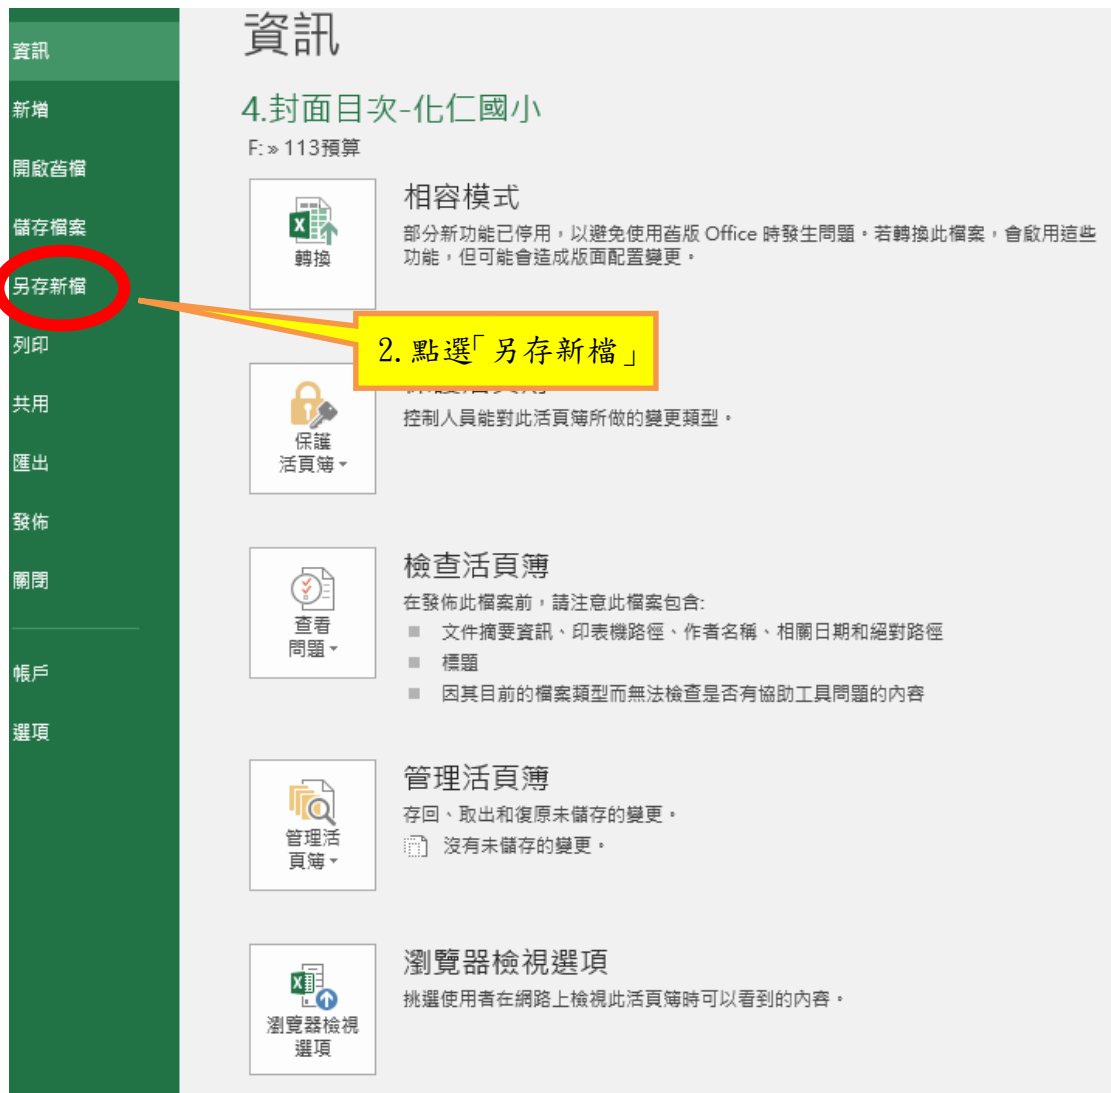 資訊
新增
開啟舊檔
儲存檔案
另存新檔
列印
共用
匯出
發佈
關閉
帳戶
選項
資訊
4.封面目次-化仁國小
F: » 113預算
轉換
相容模式
部分新功能已停用，以避免使用舊版 Office 時發生問題。若轉換此檔案，會啟用這些
功能，但可能會造成版面配置變更。
2.點選「另存新檔」
保護
活頁簿
控制人員能對此活頁簿所做的變更類型。
查看
問題
檢查活頁簿
在發佈此檔案前，請注意此檔案包含:
文件摘要資訊、印表機路徑、作者名稱、相關日期和絕對路徑
標題
因其目前的檔案類型而無法檢查是否有協助工具問題的內容
管理活
頁簿
管理活頁簿
存回、取出和復原未儲存的變更。
沒有未儲存的變更。
瀏覽器檢視
選項
瀏覽器檢視選項
挑選使用者在網路上檢視此活頁簿時可以看到的內容。